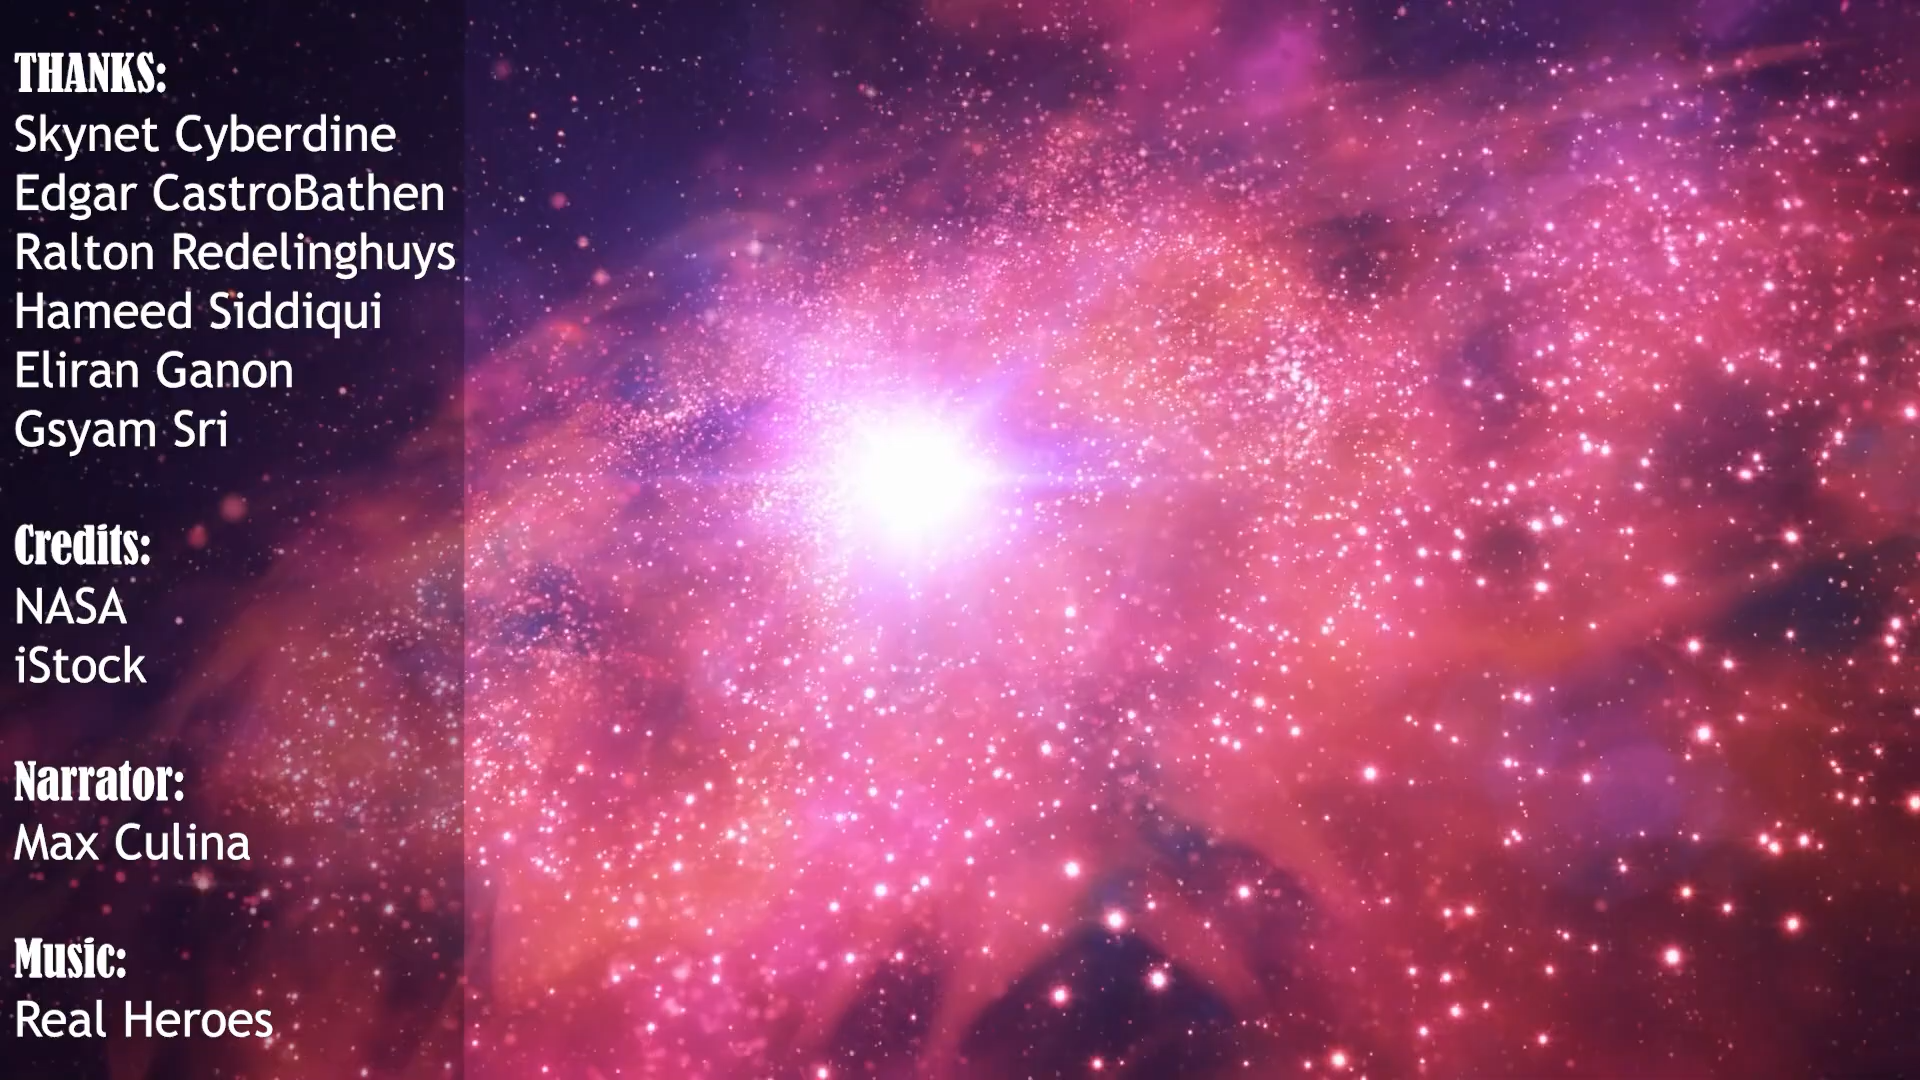 THANKS:
Skynet Cyberdine
Edgar CastroBathen
Ralton Redelinghuys
Hameed Siddiqui
Eliran Ganon
Gsyam Sri
Credits:
NASA
iStock
Narrator:
Max Culina
Music:
Real Heroes